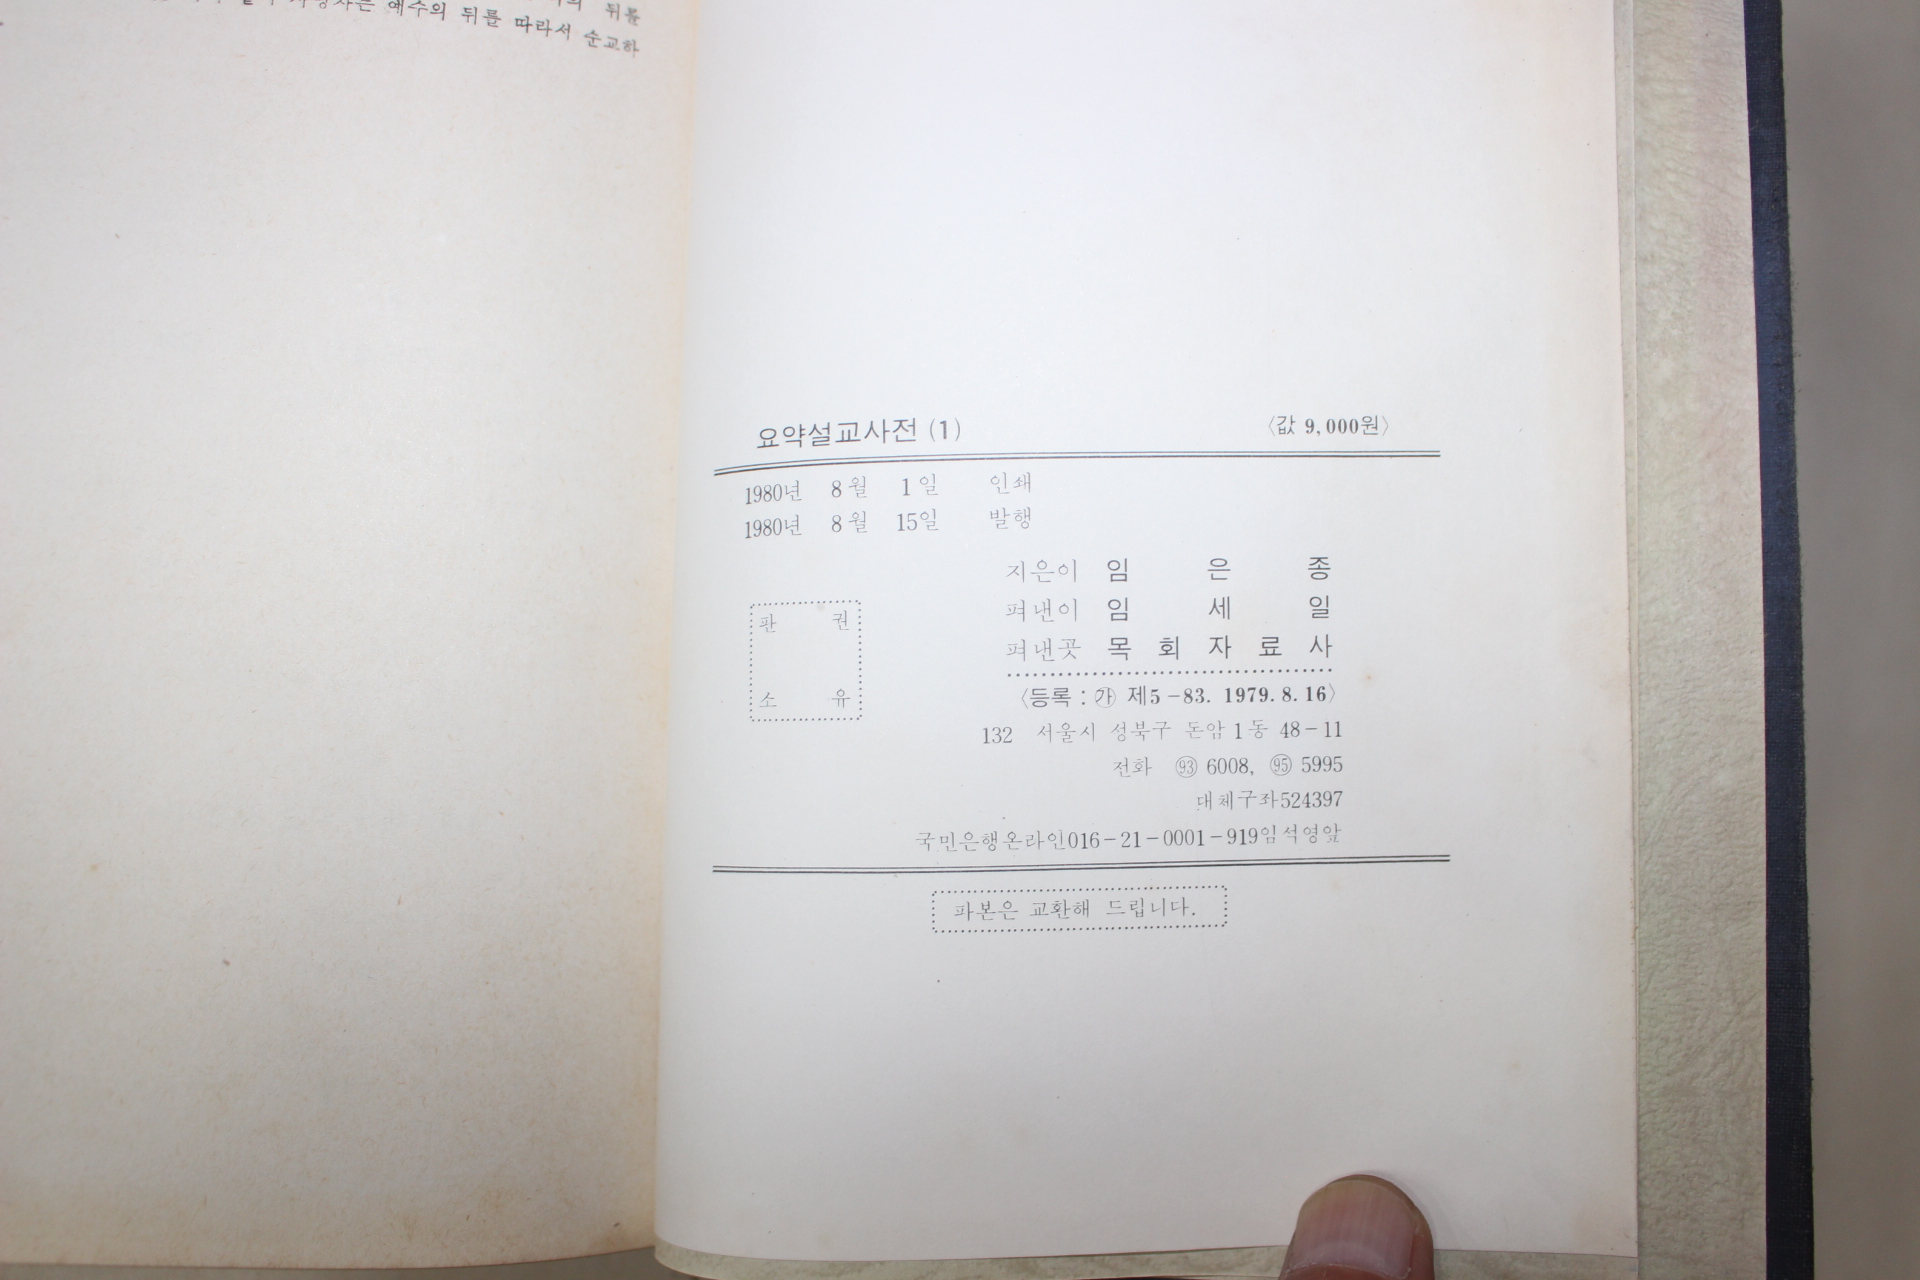 뒤를
예수의 뒤를 따라서 순교하
요약설교사전 (1) 〈값 9,000원〉
1980년 8월 1일 인쇄
1980년 8월 15일 발행
지은이 임 은 종
펴낸이 임 세 일
펴낸곳 목 회 자 료 사
판 권
소 유
〈등록 : ㉮ 제5-83. 1979. 8. 16〉
132 서울시 성북구 돈암1동 48-11
전화 93 6008, 95 5995
대체구좌524397
국민은행온라인016-21-0001-919임석영앞
파본은 교환해 드립니다.